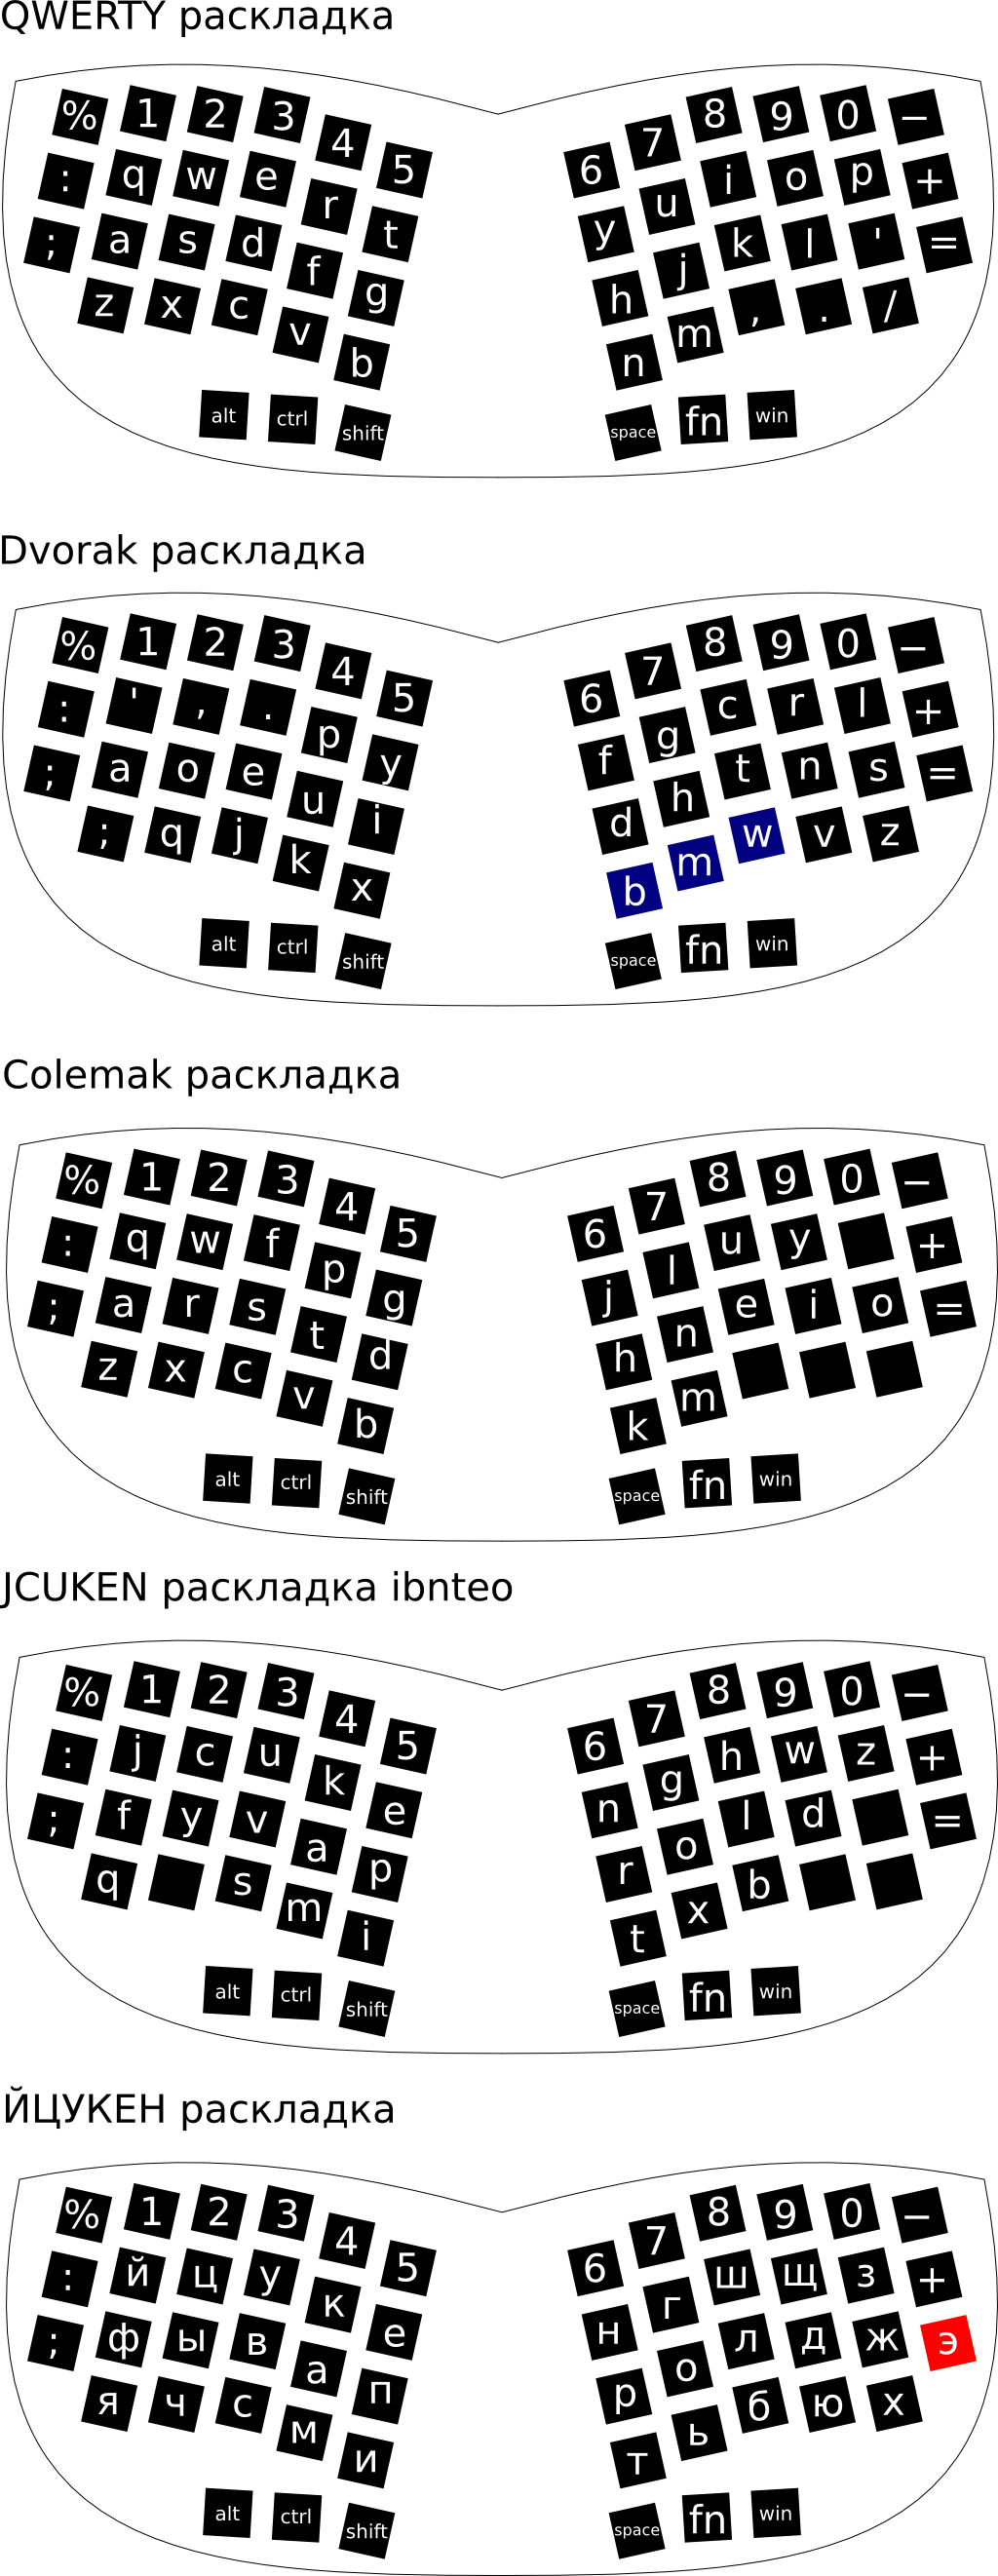 QWERTY раскладка
% 1 2 3 4 5 6 7 8 9 0 −
: q w e r t y u i o p +
; a s d f g h j k l ' =
z x c v b n m , . /
alt ctrl shift space fn win
Dvorak раскладка
% 1 2 3 4 5 6 7 8 9 0 −
: ' , . p y f g c r l +
; a o e u i d h t n s =
; q j k x b m w v z
alt ctrl shift space fn win
Colemak раскладка
% 1 2 3 4 5 6 7 8 9 0 −
: q w f p g j l u y +
; a r s t d h n e i o =
z x c v b k m
alt ctrl shift space fn win
JCUKEN раскладка ibnteo
% 1 2 3 4 5 6 7 8 9 0 −
: j c u k e n g h w z +
; f y v a p r o l d =
q s m i t x b
alt ctrl shift space fn win
ЙЦУКЕН раскладка
% 1 2 3 4 5 6 7 8 9 0 −
: й ц у к е н г ш щ з +
; ф ы в а п р о л д ж э
я ч с м и т ь б ю х
alt ctrl shift space fn win